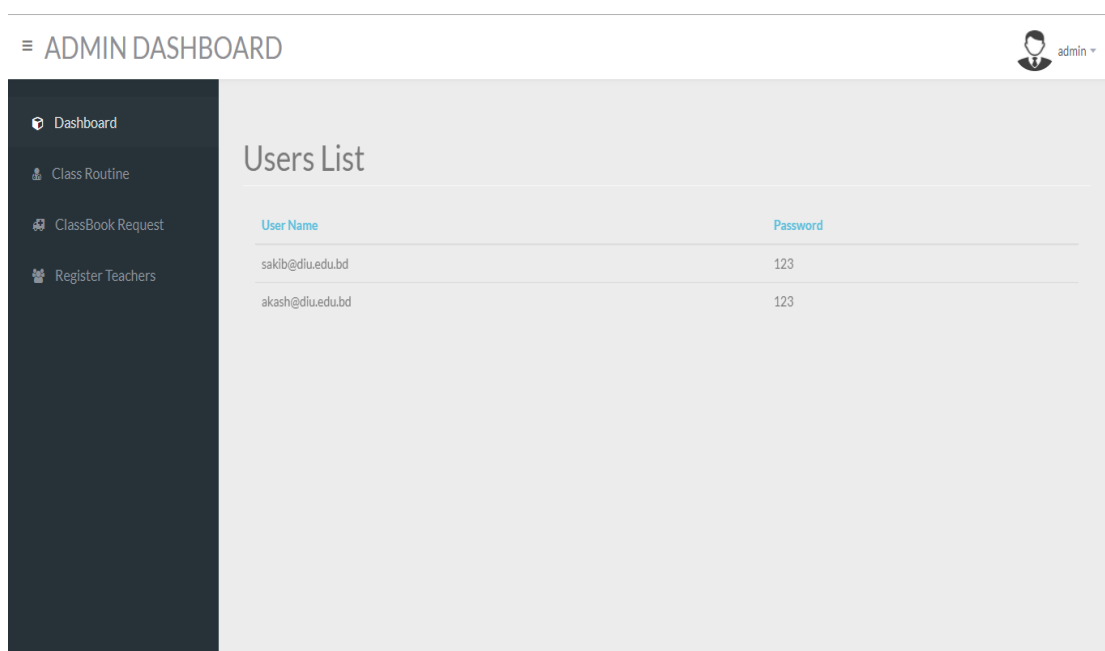 ADMIN DASHBOARD
admin
Dashboard
Class Routine
ClassBook Request
Register Teachers
Users List
User Name Password
sakib@diu.edu.bd 123
akash@diu.edu.bd 123